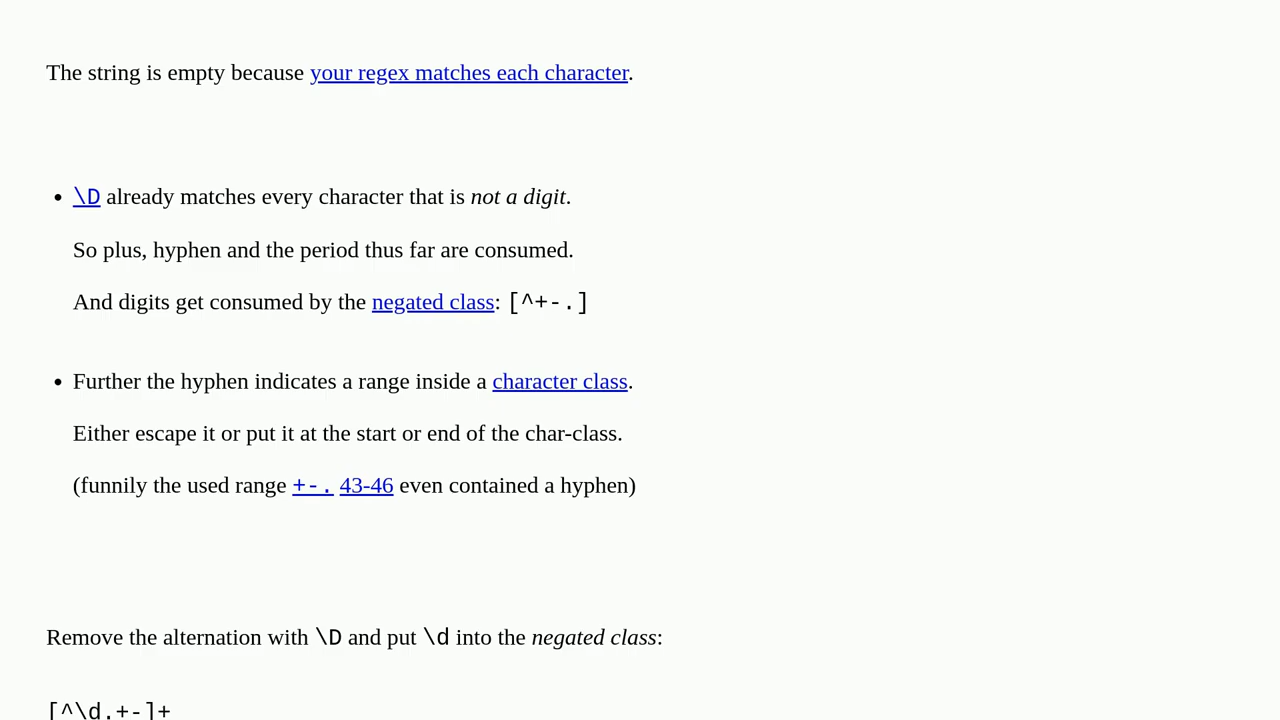 The string is empty because your regex matches each character.
• \D already matches every character that is not a digit.
So plus, hyphen and the period thus far are consumed.
And digits get consumed by the negated class: [^+-.]
• Further the hyphen indicates a range inside a character class.
Either escape it or put it at the start or end of the char-class.
(funnily the used range +-. 43-46 even contained a hyphen)
Remove the alternation with \D and put \d into the negated class:
[^\d.+-]+